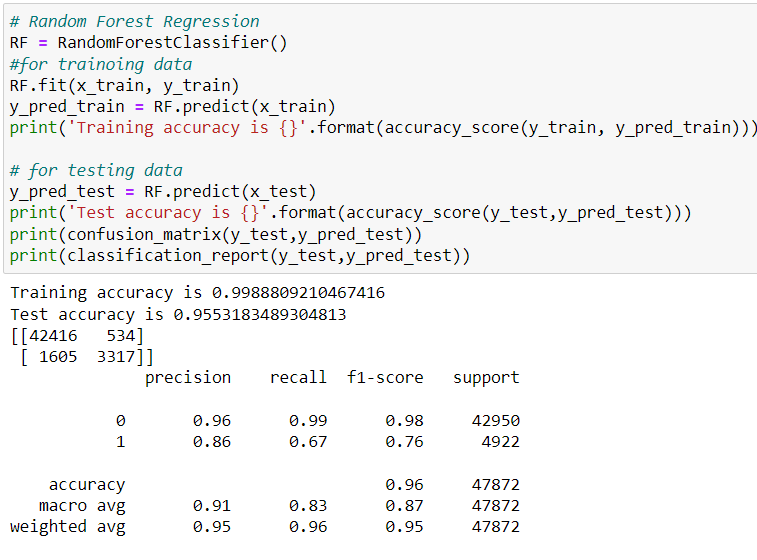 # Random Forest Regression
RF = RandomForestClassifier()
#for trainoing data
RF.fit(x_train, y_train)
y_pred_train = RF.predict(x_train)
print('Training accuracy is {}'.format(accuracy_score(y_train, y_pred_train)))
# for testing data
y_pred_test = RF.predict(x_test)
print('Test accuracy is {}'.format(accuracy_score(y_test,y_pred_test)))
print(confusion_matrix(y_test,y_pred_test))
print(classification_report(y_test,y_pred_test))
Training accuracy is 0.9988809210467416
Test accuracy is 0.9553183489304813
[[42416   534]
 [ 1605  3317]]
              precision    recall  f1-score   support
           0       0.96      0.99      0.98     42950
           1       0.86      0.67      0.76      4922
    accuracy                           0.96     47872
   macro avg       0.91      0.83      0.87     47872
weighted avg       0.95      0.96      0.95     47872